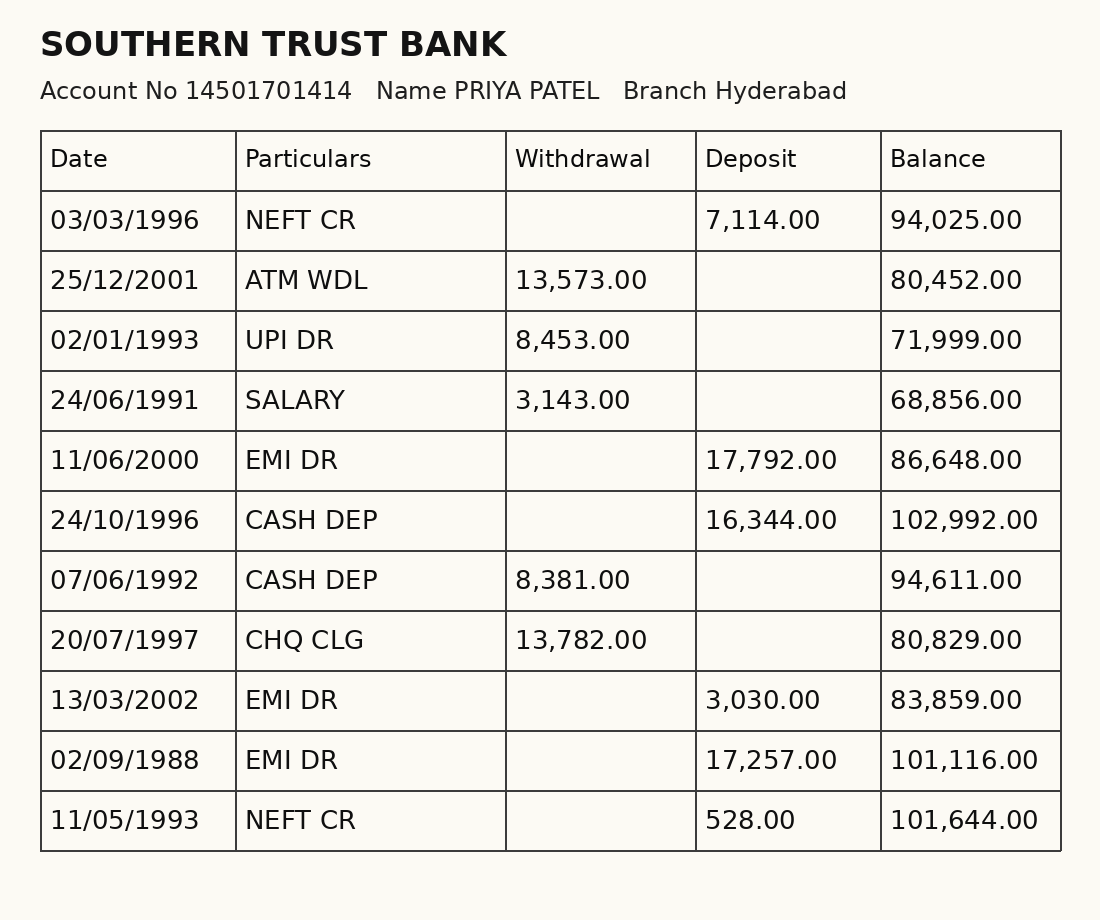 SOUTHERN TRUST BANK
Account No 14501701414 Name PRIYA PATEL Branch Hyderabad
Date Particulars Withdrawal Deposit Balance
03/03/1996 NEFT CR 7,114.00 94,025.00
25/12/2001 ATM WDL 13,573.00 80,452.00
02/01/1993 UPI DR 8,453.00 71,999.00
24/06/1991 SALARY 3,143.00 68,856.00
11/06/2000 EMI DR 17,792.00 86,648.00
24/10/1996 CASH DEP 16,344.00 102,992.00
07/06/1992 CASH DEP 8,381.00 94,611.00
20/07/1997 CHQ CLG 13,782.00 80,829.00
13/03/2002 EMI DR 3,030.00 83,859.00
02/09/1988 EMI DR 17,257.00 101,116.00
11/05/1993 NEFT CR 528.00 101,644.00